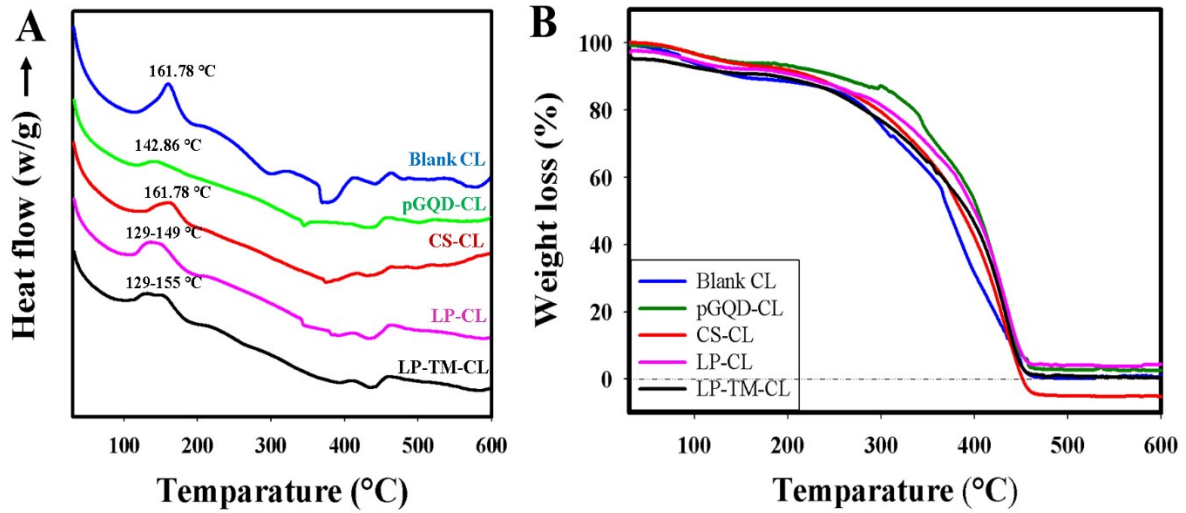 A
Heat flow (w/g)
161.78 °C
Blank CL
142.86 °C
pGQD-CL
161.78 °C
CS-CL
129-149 °C
LP-CL
129-155 °C
LP-TM-CL
100 200 300 400 500 600
Temparature (°C)
B
Weight loss (%)
100
80
60
40
20
0
Blank CL
pGQD-CL
CS-CL
LP-CL
LP-TM-CL
100 200 300 400 500 600
Temparature (°C)